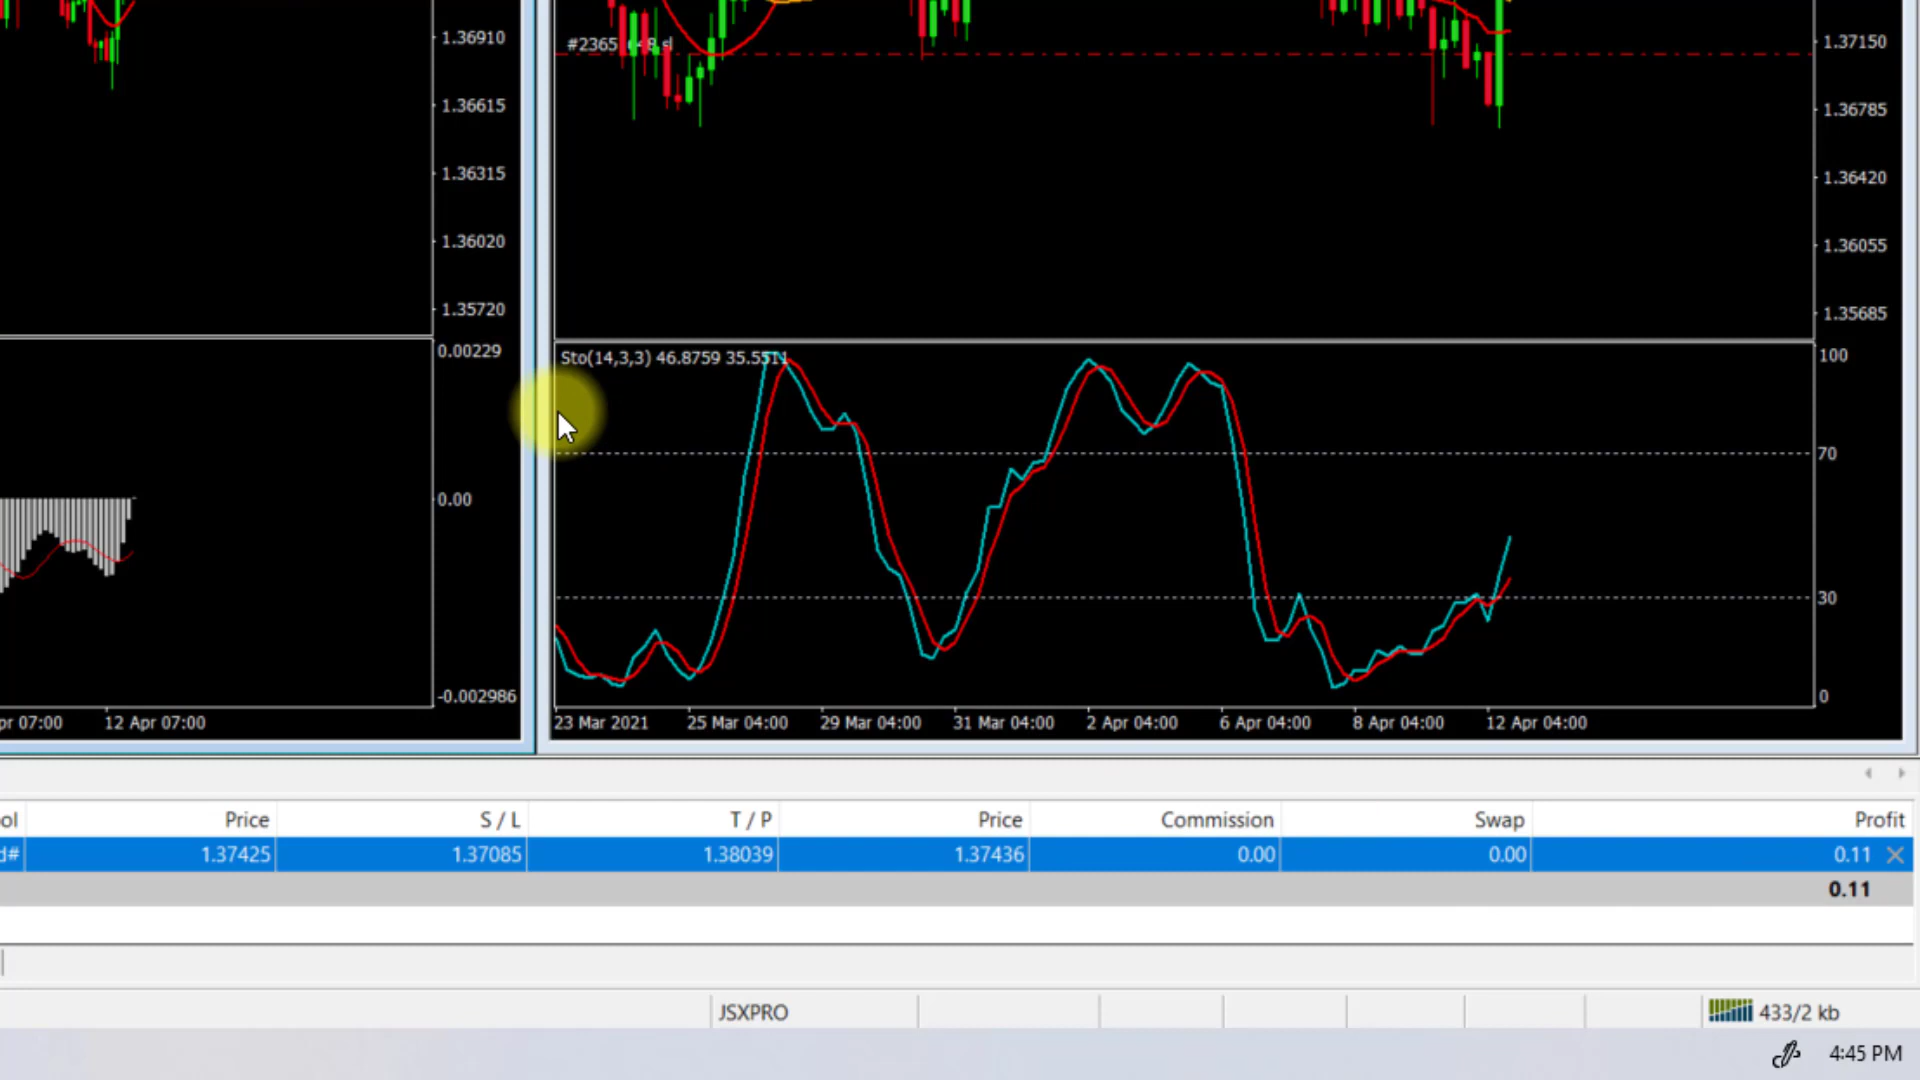 1.36910
1.36615
1.36315
1.36020
1.35720
0.00229
0.00
-0.002986
pr 07:00
12 Apr 07:00
1.37150
1.36785
1.36420
1.36055
1.35685
Sto(14,3,3) 46.8759 35.5511
100
70
30
0
23 Mar 2021
25 Mar 04:00
29 Mar 04:00
31 Mar 04:00
2 Apr 04:00
6 Apr 04:00
8 Apr 04:00
12 Apr 04:00
ol Price S / L T / P Price Commission Swap Profit
d# 1.37425 1.37085 1.38039 1.37436 0.00 0.00 0.11
0.11
JSXPRO
433/2 kb
4:45 PM